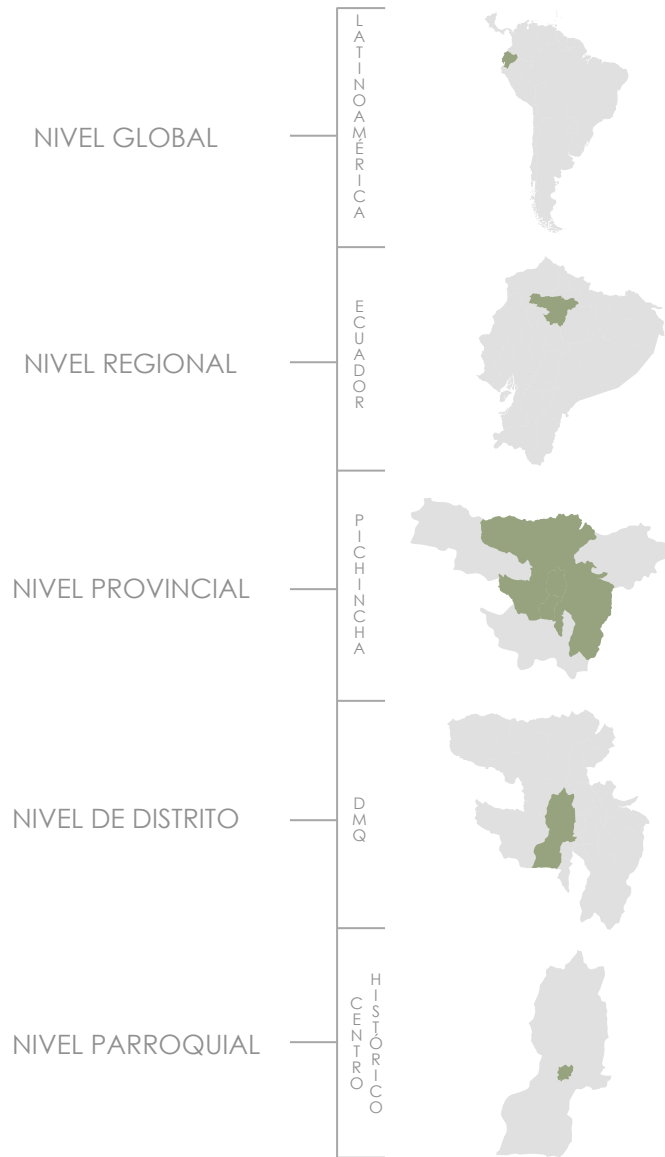 NIVEL GLOBAL
LATINOAMÉRICA
NIVEL REGIONAL
ECUADOR
NIVEL PROVINCIAL
PICHINCHA
NIVEL DE DISTRITO
DMQ
NIVEL PARROQUIAL
CENTRO
HISTÓRICO